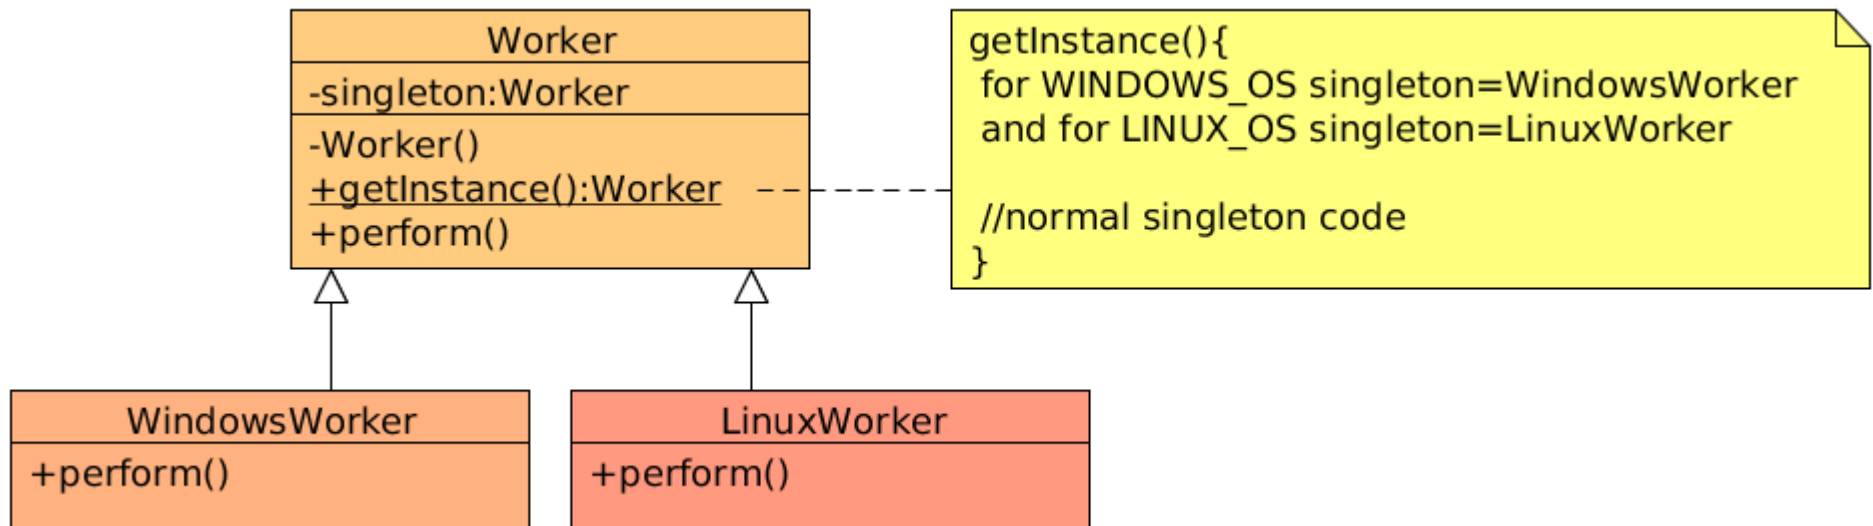 Worker
-singleton:Worker
-Worker()
+getInstance():Worker
+perform()
getInstance(){
for WINDOWS_OS singleton=WindowsWorker
and for LINUX_OS singleton=LinuxWorker
//normal singleton code
}
WindowsWorker
+perform()
LinuxWorker
+perform()